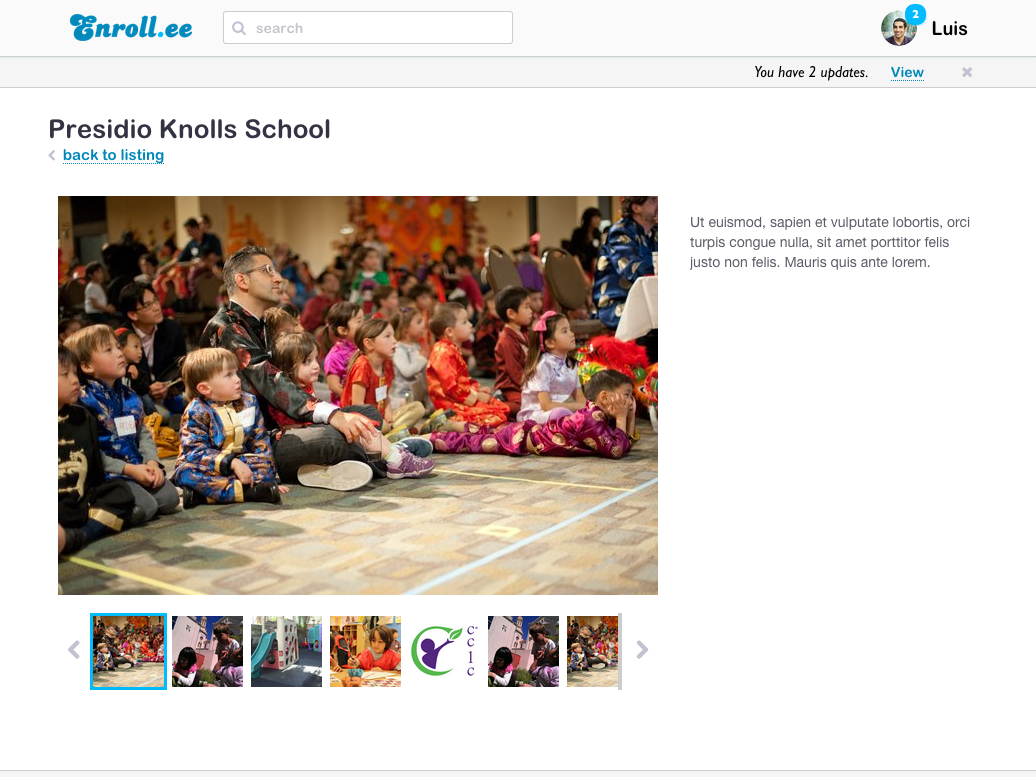 Enroll.ee
search
2
Luis
You have 2 updates.
View
Presidio Knolls School
back to listing
Ut euismod, sapien et vulputate lobortis, orci
turpis congue nulla, sit amet porttitor felis
justo non felis. Mauris quis ante lorem.
c
c
l
c